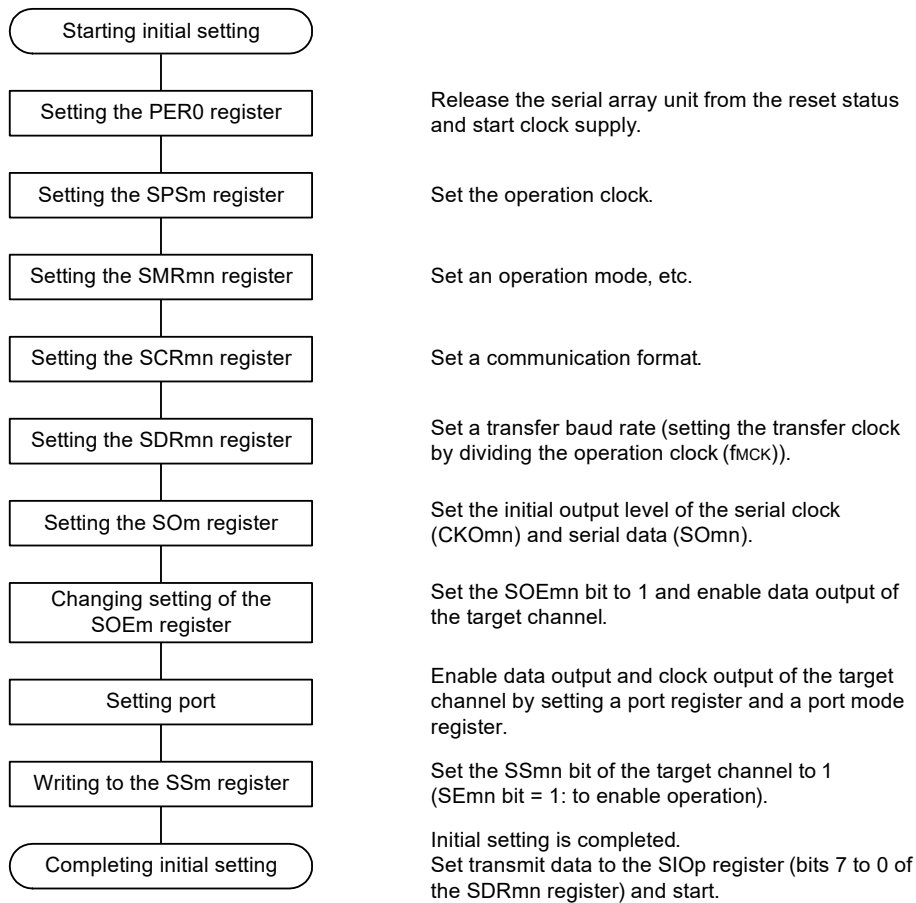 Starting initial setting
Setting the PER0 register
Release the serial array unit from the reset status
and start clock supply.
Setting the SPSm register
Set the operation clock.
Setting the SMRmn register
Set an operation mode, etc.
Setting the SCRmn register
Set a communication format.
Setting the SDRmn register
Set a transfer baud rate (setting the transfer clock
by dividing the operation clock (fMCK)).
Setting the SOm register
Set the initial output level of the serial clock
(CKOmn) and serial data (SOmn).
Changing setting of the
SOEm register
Set the SOEmn bit to 1 and enable data output of
the target channel.
Setting port
Enable data output and clock output of the target
channel by setting a port register and a port mode
register.
Writing to the SSm register
Set the SSmn bit of the target channel to 1
(SEmn bit = 1: to enable operation).
Completing initial setting
Initial setting is completed.
Set transmit data to the SIOp register (bits 7 to 0 of
the SDRmn register) and start.